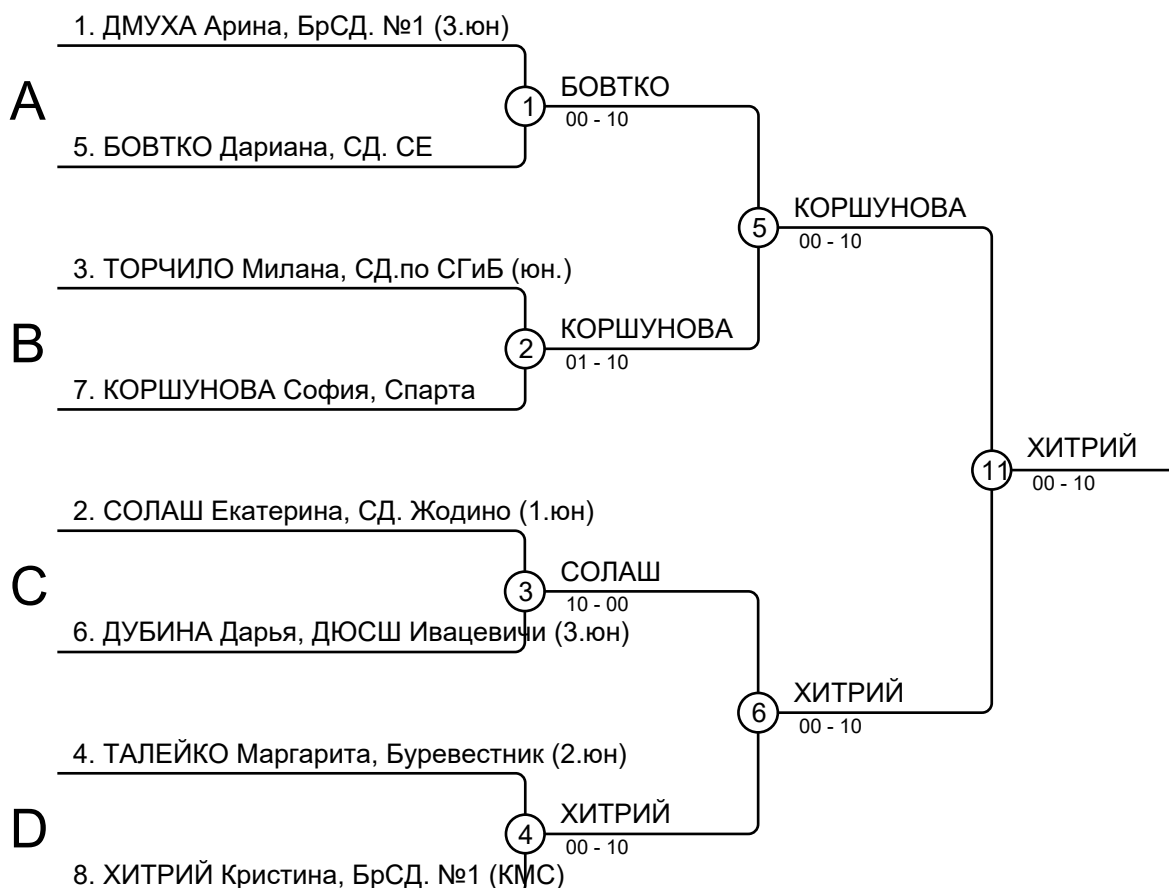 1. ДМУХА Арина, БрСД. №1 (3.юн)
A
1
БОВТКО
00 - 10
5. БОВТКО Дариана, СД. СЕ
5
КОРШУНОВА
00 - 10
3. ТОРЧИЛО Милана, СД.по СГиБ (юн.)
B
2
КОРШУНОВА
01 - 10
7. КОРШУНОВА София, Спарта
11
ХИТРИЙ
00 - 10
2. СОЛАШ Екатерина, СД. Жодино (1.юн)
C
3
СОЛАШ
10 - 00
6. ДУБИНА Дарья, ДЮСШ Ивацевичи (3.юн)
6
ХИТРИЙ
00 - 10
4. ТАЛЕЙКО Маргарита, Буревестник (2.юн)
D
4
ХИТРИЙ
00 - 10
8. ХИТРИЙ Кристина, БрСД. №1 (КМС)